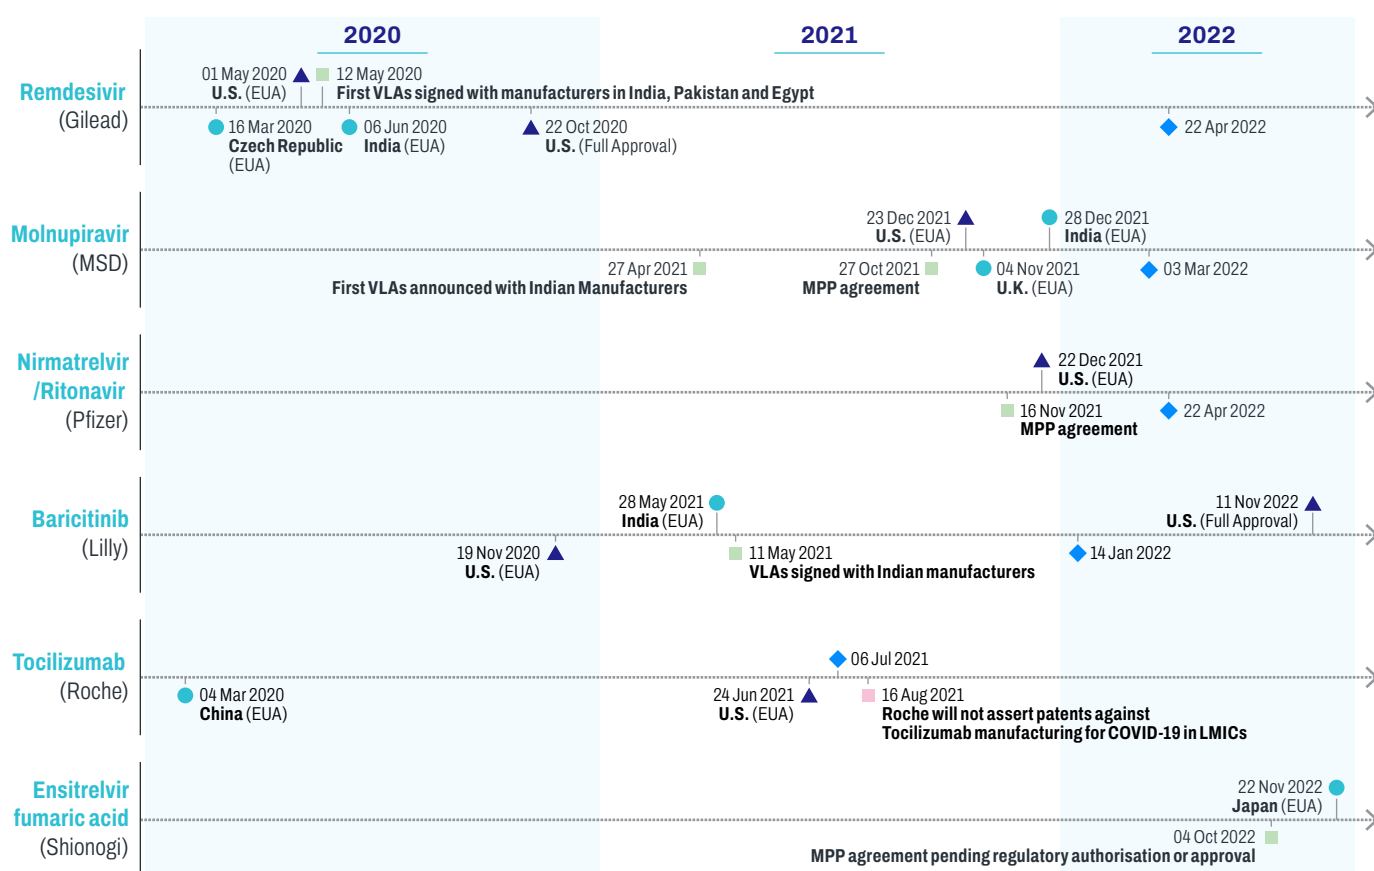 2020
2021
2022
Remdesivir
(Gilead)
01 May 2020
U.S. (EUA)
12 May 2020
First VLAs signed with manufacturers in India, Pakistan and Egypt
16 Mar 2020
Czech Republic
(EUA)
06 Jun 2020
India (EUA)
22 Oct 2020
U.S. (Full Approval)
22 Apr 2022
Molnupiravir
(MSD)
23 Dec 2021
U.S. (EUA)
28 Dec 2021
India (EUA)
27 Apr 2021
First VLAs announced with Indian Manufacturers
27 Oct 2021
MPP agreement
04 Nov 2021
U.K. (EUA)
03 Mar 2022
Nirmatrelvir
/Ritonavir
(Pfizer)
22 Dec 2021
U.S. (EUA)
16 Nov 2021
MPP agreement
22 Apr 2022
Baricitinib
(Lilly)
28 May 2021
India (EUA)
11 Nov 2022
U.S. (Full Approval)
19 Nov 2020
U.S. (EUA)
11 May 2021
VLAs signed with Indian manufacturers
14 Jan 2022
Tocilizumab
(Roche)
06 Jul 2021
04 Mar 2020
China (EUA)
24 Jun 2021
U.S. (EUA)
16 Aug 2021
Roche will not assert patents against
Tocilizumab manufacturing for COVID-19 in LMICs
Ensitrelvir
fumaric acid
(Shionogi)
22 Nov 2022
Japan (EUA)
04 Oct 2022
MPP agreement pending regulatory authorisation or approval